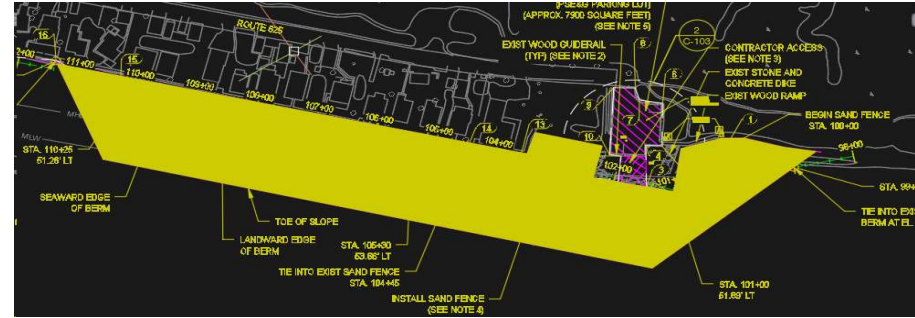 (PSE&G PARKING LOT)
(APPROX. 7900 SQUARE FEET)
(SEE NOTE 5)
ROUTE 625
2
C-103
EXIST WOOD GUIDERAIL
(TYP) (SEE NOTE 2)
6
CONTRACTOR ACCESS
(SEE NOTE 3)
EXIST STONE AND
CONCRETE DIKE
EXIST WOOD RAMP
16
111+00
15
110+00
109+00
108+00
107+00
106+00
105+00
104+00
14
13
9
10
7
5
1
BEGIN SAND FENCE
STA. 100+00
102+00
4
3
MLW
STA. 110+25
51.26' LT
SEAWARD EDGE
OF BERM
TOE OF SLOPE
LANDWARD EDGE
OF BERM
STA. 105+30
53.66' LT
TIE INTO EXIST SAND FENCE
STA. 104+45
INSTALL SAND FENCE
(SEE NOTE 4)
STA. 99+
TIE INTO EXI
BERM AT EL
STA. 101+00
51.89' LT